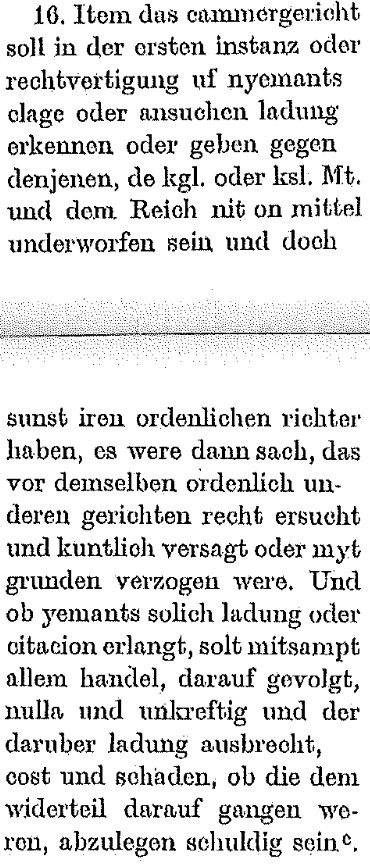 16. Item das cammergericht
soll in der ersten instanz oder
rechtvertigung uf nyemants
clage oder ansuchen ladung
erkennen oder geben gegen
denjenen, de kgl. oder ksl. Mt.
und dem Reich nit on mittel
underworfen sein und doch
sunst iren ordenlichen richter
haben, es were dann sach, das
vor demselben ordenlich un-
deren gerichten recht ersucht
und kuntlich versagt oder myt
grunden verzogen were. Und
ob yemants solich ladung oder
citacion erlangt, solt mitsampt
allem handel, darauf gevolgt,
nulla und unkreftig und der
daruber ladung ausbrecht,
cost und schaden, ob die dem
widerteil darauf gangen we-
ren, abzulegen schuldig sein c.